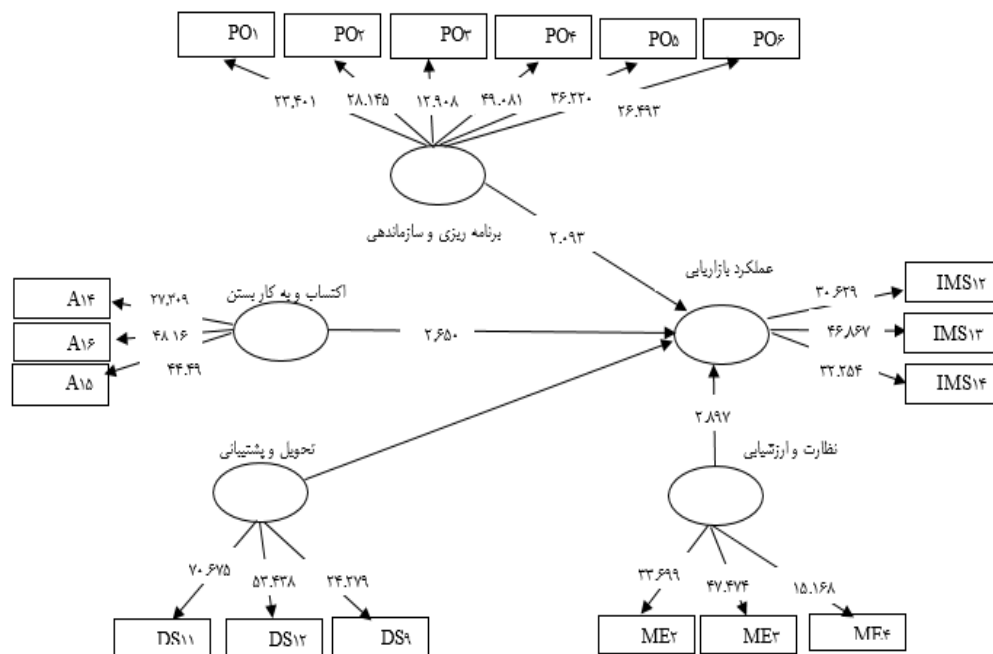 PO۱ PO۲ PO۳ PO۴ PO۵ PO۶
۲۳,۴۰۱ ۲۸.۱۴۵ ۱۲.۹۰۸ ۴۹.۰۸۱ ۳۶.۲۲۰ ۲۶.۴۹۳
برنامه ریزی و سازماندهی
۲.۰۹۳
عملکرد بازاریابی
اکتساب و به کار بستن
A۱۴ ۲۷,۲۰۹
A۱۶ ۴۸۱۶
A۱۵ ۴۴.۴۹
۲,۶۵۰
۳۰.۶۲۹ IMS۱۲
۴۶,۸۶۷ IMS۱۳
۳۲.۲۵۴ IMS۱۴
۲,۸۹۷
تحویل و پشتیبانی
نظارت و ارزشیابی
۷۰.۶۷۵ ۵۳.۴۳۸ ۲۴.۲۷۹
۳۳.۶۹۹ ۴۷.۴۷۴ ۱۵.۱۶۸
DS۱۱ DS۱۲ DS۹
ME۲ ME۳ ME۴